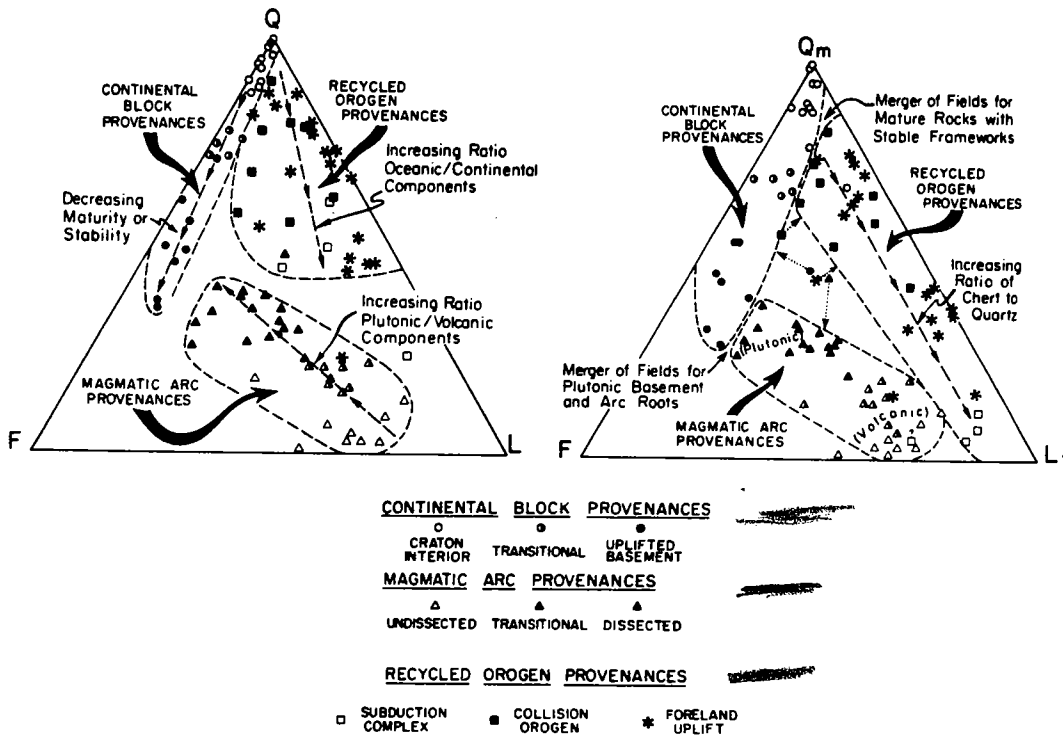 Q
CONTINENTAL
BLOCK
PROVENANCES
RECYCLED
OROGEN
PROVENANCES
Increasing Ratio
Oceanic/Continental
Components
Decreasing
Maturity or
Stability
Increasing Ratio
Plutonic/Volcanic
Components
MAGMATIC ARC
PROVENANCES
F
L
Qm
CONTINENTAL
BLOCK
PROVENANCES
Merger of Fields for
Mature Rocks with
Stable Frameworks
RECYCLED
OROGEN
PROVENANCES
Increasing
Ratio of
Chert to
Quartz
(Plutonic)
Merger of Fields for
Plutonic Basement
and Arc Roots
MAGMATIC ARC
PROVENANCES
(Volcanic)
?
F
L
CONTINENTAL BLOCK PROVENANCES
CRATON
INTERIOR
TRANSITIONAL
UPLIFTED
BASEMENT
MAGMATIC ARC PROVENANCES
UNDISSECTED TRANSITIONAL DISSECTED
RECYCLED OROGEN PROVENANCES
SUBDUCTION
COMPLEX
COLLISION
OROGEN
FORELAND
UPLIFT